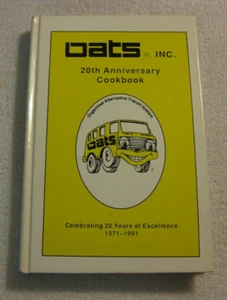 Oats ® INC.
20th Anniversary
Cookbook
Organized Alternative Transit System
Oats
Celebrating 20 Years of Excellence
1971-1991